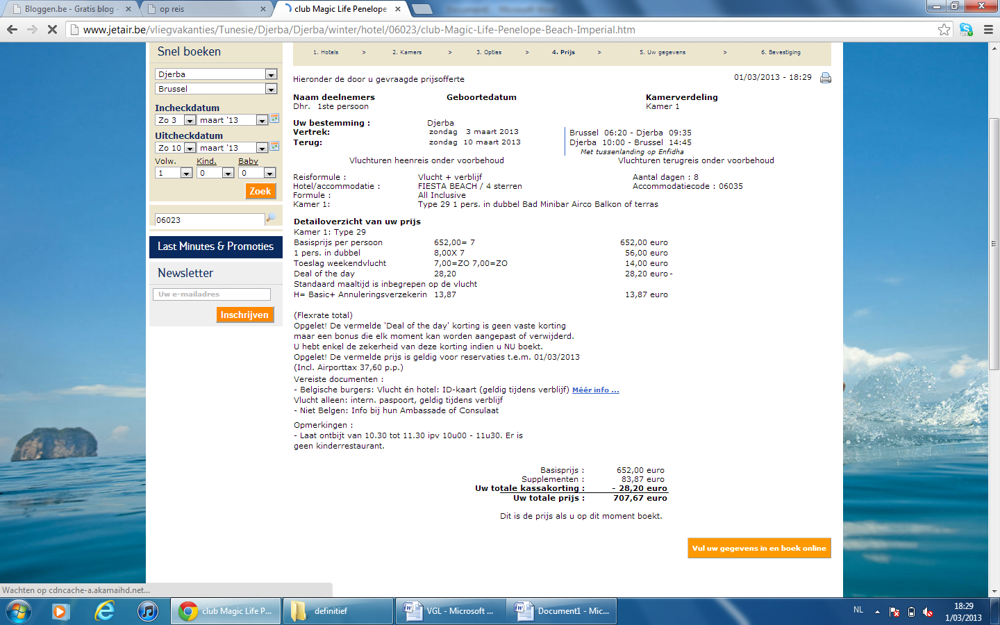 Bloggen.be - Gratis blog -
op reis
club Magic Life Penelope
www.jetair.be/vliegvakanties/Tunesie/Djerba/Djerba/winter/hotel/06023/club-Magic-Life-Penelope-Beach-Imperial.htm
Snel boeken
Djerba
Brussel
Incheckdatum
Zo 3 maart '13
Uitcheckdatum
Zo 10 maart '13
Volw. Kind. Baby
1 0 0
Zoek
06023
Last Minutes & Promoties
Newsletter
Uw e-mailadres
Inschrijven
1. Hotels > 2. Kamers > 3. Opties > 4. Prijs > 5. Uw gegevens > 6. Bevestiging
Hieronder de door u gevraagde prijsofferte 01/03/2013 - 18:29
Naam deelnemers Geboortedatum Kamerverdeling
Dhr. 1ste persoon Kamer 1
Uw bestemming : Djerba
Vertrek: zondag 3 maart 2013 Brussel 06:20 - Djerba 09:35
Terug: zondag 10 maart 2013 Djerba 10:00 - Brussel 14:45
Met tussenlanding op Enfidha
Vluchturen heenreis onder voorbehoud Vluchturen terugreis onder voorbehoud
Reisformule : Vlucht + verblijf Aantal dagen : 8
Hotel/accommodatie : FIESTA BEACH / 4 sterren Accommodatiecode : 06035
Formule : All Inclusive
Kamer 1: Type 29 1 pers. in dubbel Bad Minibar Airco Balkon of terras
Detailoverzicht van uw prijs
Kamer 1: Type 29
Basisprijs per persoon 652,00= 7 652,00 euro
1 pers. in dubbel 8,00X 7 56,00 euro
Toeslag weekendvlucht 7,00=ZO 7,00=ZO 14,00 euro
Deal of the day 28,20 28,20 euro -
Standaard maaltijd is inbegrepen op de vlucht
H= Basic+ Annuleringsverzekerin 13,87 13,87 euro
(Flexrate total)
Opgelet! De vermelde 'Deal of the day' korting is geen vaste korting
maar een bonus die elk moment kan worden aangepast of verwijderd.
U hebt enkel de zekerheid van deze korting indien u NU boekt.
Opgelet! De vermelde prijs is geldig voor reservaties t.e.m. 01/03/2013
(Incl. Airporttax 37,60 p.p.)
Vereiste documenten :
- Belgische burgers: Vlucht én hotel: ID-kaart (geldig tijdens verblijf) Méér info ...
Vlucht alleen: intern. paspoort, geldig tijdens verblijf
- Niet Belgen: Info bij hun Ambassade of Consulaat
Opmerkingen :
- Laat ontbijt van 10.30 tot 11.30 ipv 10u00 - 11u30. Er is
geen kinderrestaurant.
Basisprijs : 652,00 euro
Supplementen : 83,87 euro
Uw totale kassakorting : - 28,20 euro
Uw totale prijs : 707,67 euro
Dit is de prijs als u op dit moment boekt.
Vul uw gegevens in en boek online
Wachten op cdncache-a.akamaihd.net...
club Magic Life P...
definitief
VGL - Microsoft ...
Document1 - Mic...
NL
18:29
1/03/2013